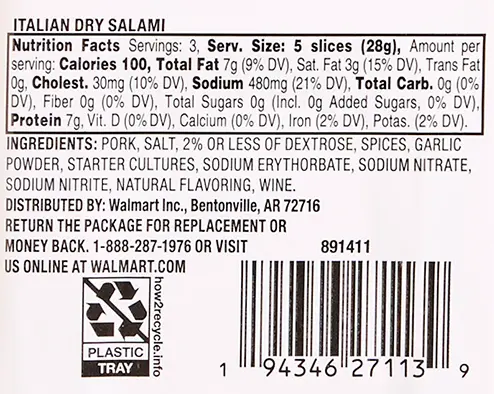 ITALIAN DRY SALAMI
Nutrition Facts Servings: 3, Serv. Size: 5 slices (28g), Amount per
serving: Calories 100, Total Fat 7g (9% DV), Sat. Fat 3g (15% DV), Trans Fat
0g, Cholest. 30mg (10% DV), Sodium 480mg (21% DV), Total Carb. 0g (0%
DV), Fiber 0g (0% DV), Total Sugars 0g (Incl. 0g Added Sugars, 0% DV),
Protein 7g, Vit. D (0% DV), Calcium (0% DV), Iron (2% DV), Potas. (2% DV).
INGREDIENTS: PORK, SALT, 2% OR LESS OF DEXTROSE, SPICES, GARLIC
POWDER, STARTER CULTURES, SODIUM ERYTHORBATE, SODIUM NITRATE,
SODIUM NITRITE, NATURAL FLAVORING, WINE.
DISTRIBUTED BY: Walmart Inc., Bentonville, AR 72716
RETURN THE PACKAGE FOR REPLACEMENT OR
MONEY BACK. 1-888-287-1976 OR VISIT
US ONLINE AT WALMART.COM
891411
how2recycle.info
PLASTIC
TRAY
1 94346 27113 9